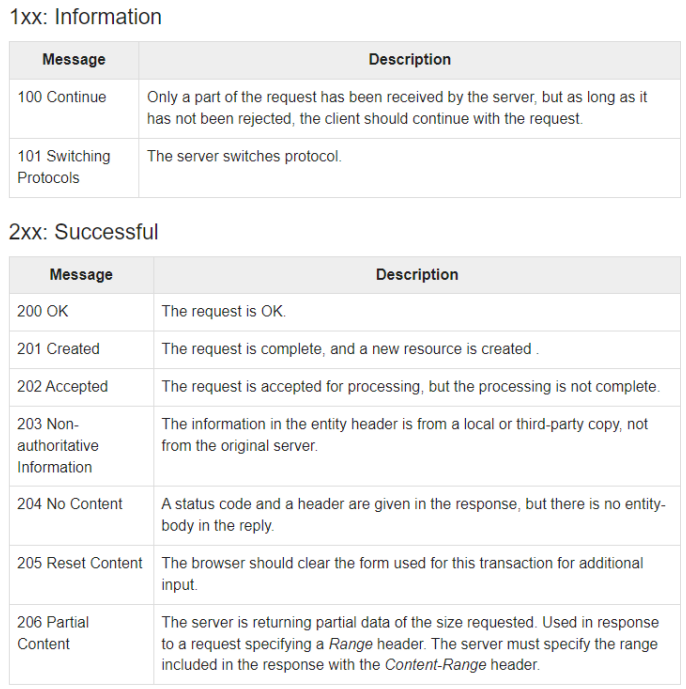 1xx: Information
Message Description
100 Continue Only a part of the request has been received by the server, but as long as it
has not been rejected, the client should continue with the request.
101 Switching The server switches protocol.
Protocols
2xx: Successful
Message Description
200 OK The request is OK.
201 Created The request is complete, and a new resource is created .
202 Accepted The request is accepted for processing, but the processing is not complete.
203 Non- The information in the entity header is from a local or third-party copy, not
authoritative from the original server.
Information
204 No Content A status code and a header are given in the response, but there is no entity-
body in the reply.
205 Reset Content The browser should clear the form used for this transaction for additional
input.
206 Partial The server is returning partial data of the size requested. Used in response
Content to a request specifying a Range header. The server must specify the range
included in the response with the Content-Range header.